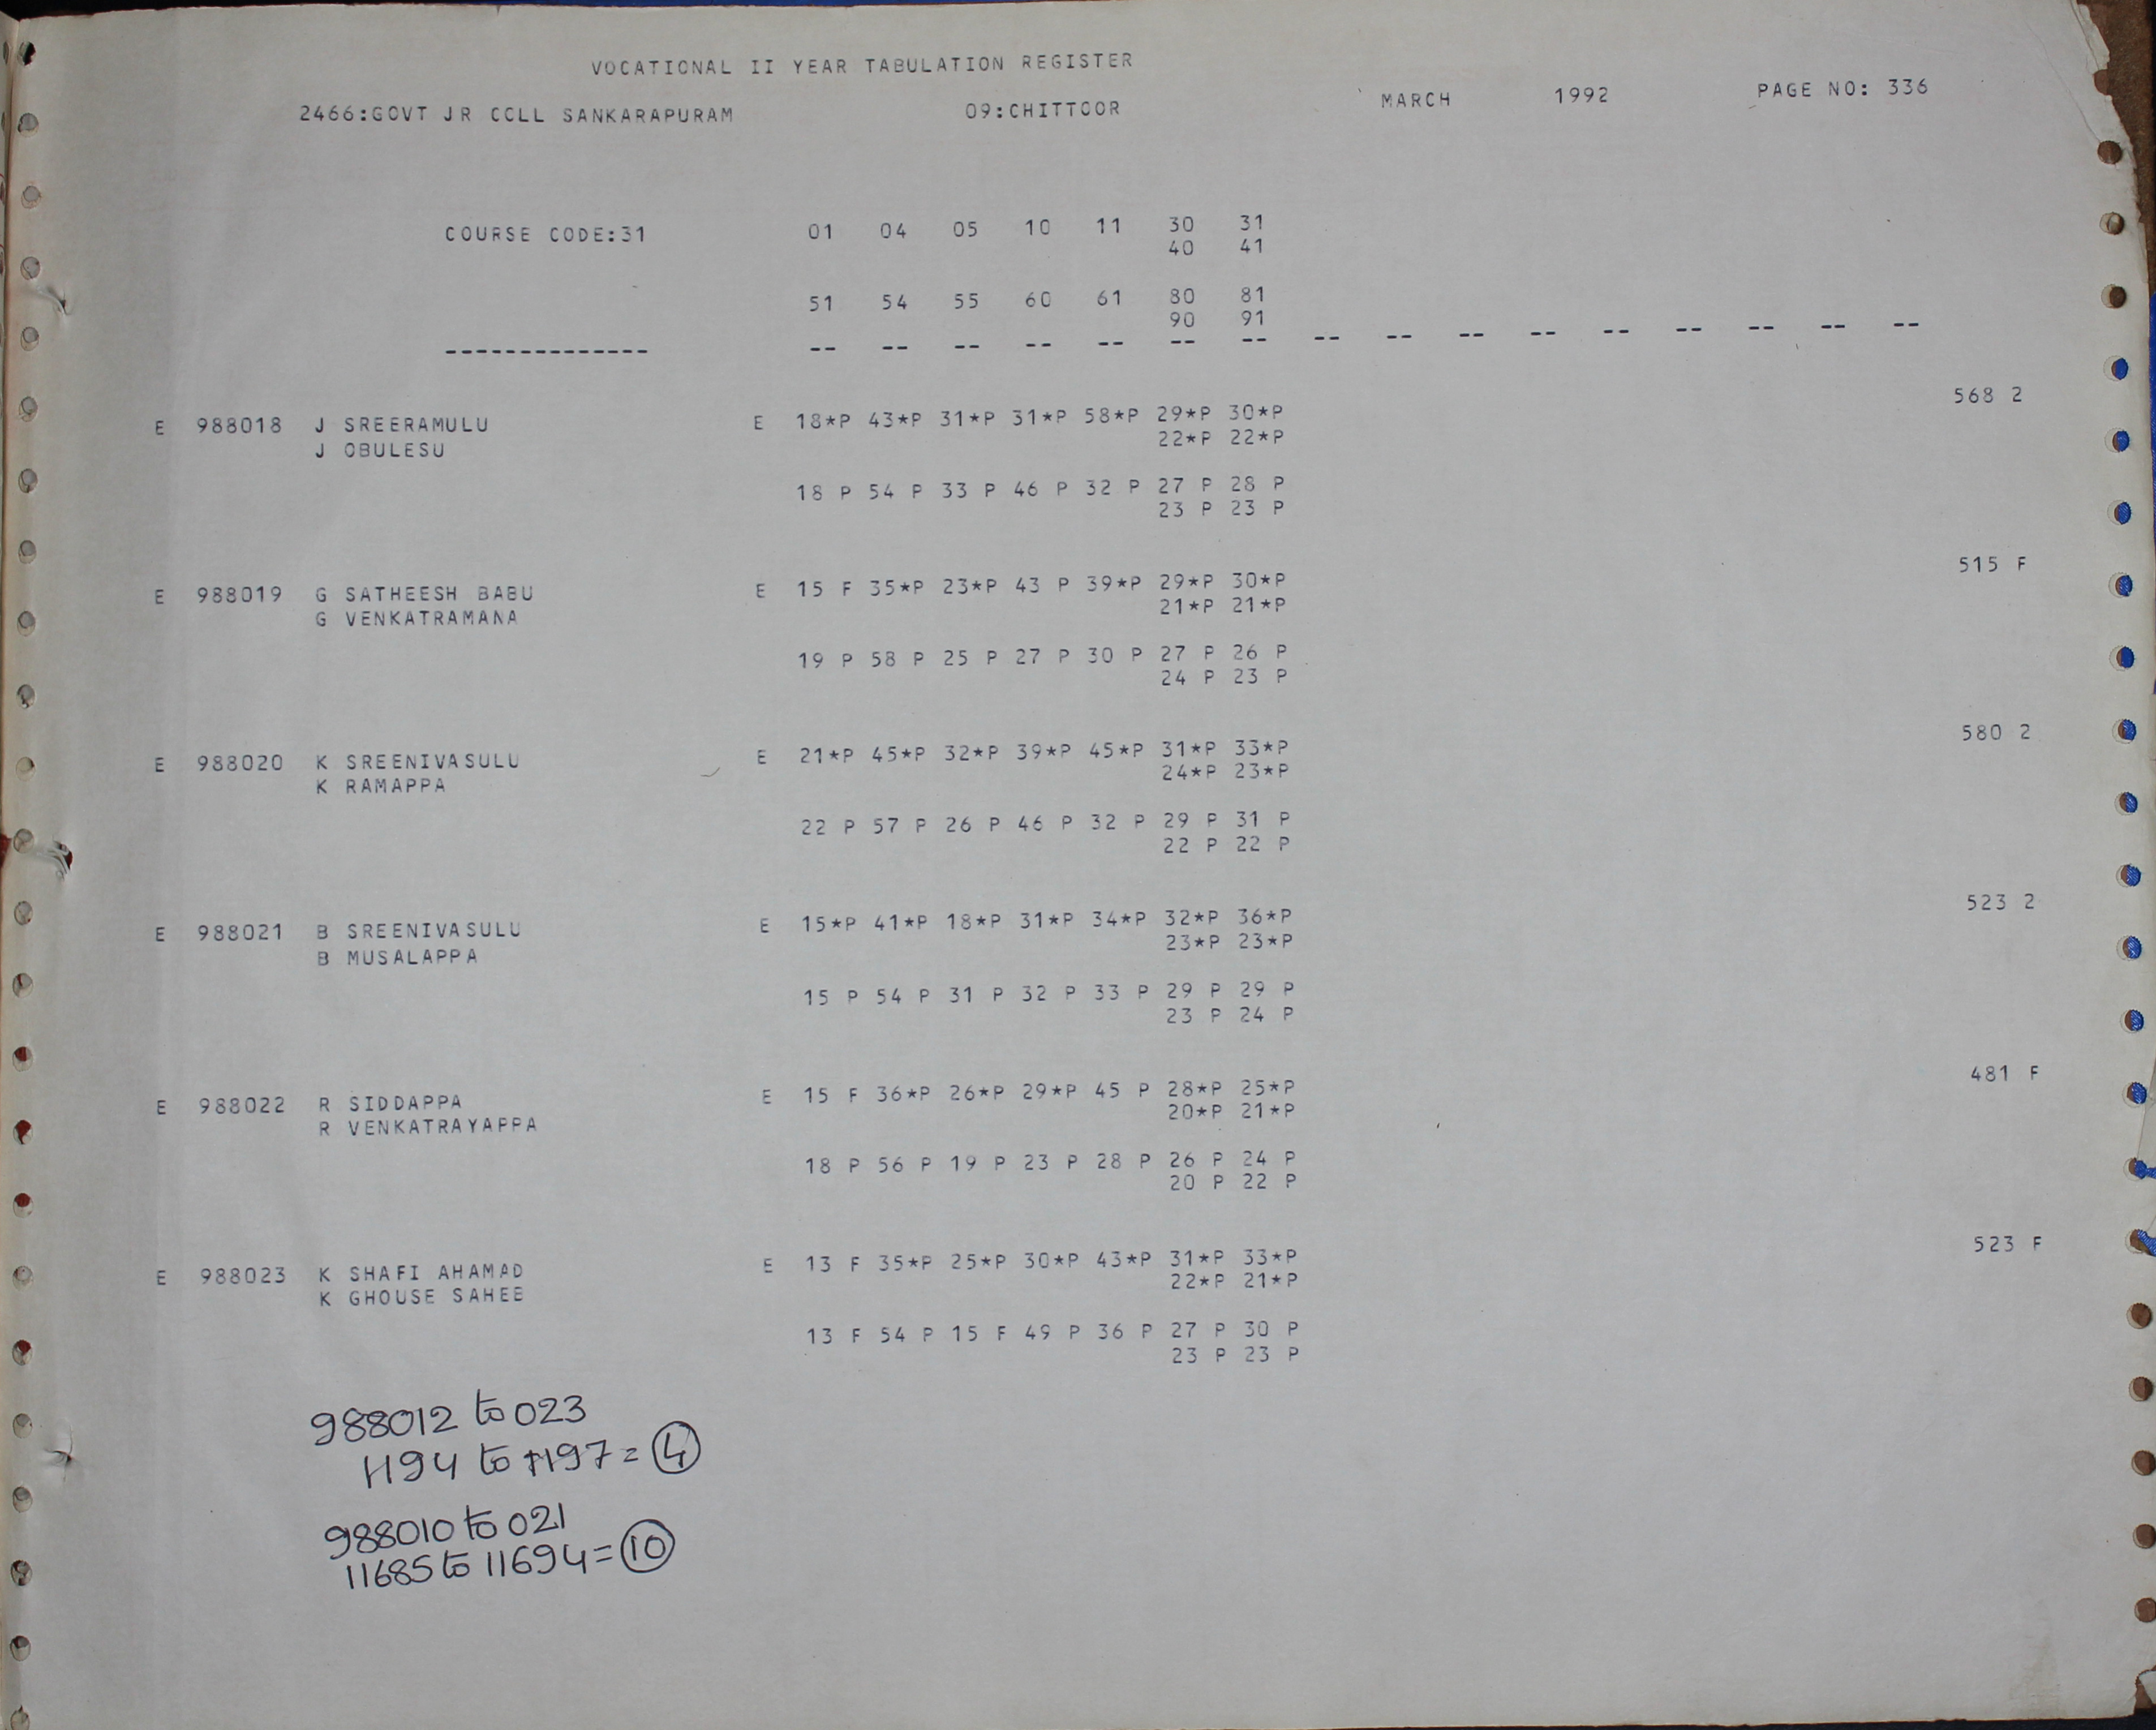 VOCATIONAL II YEAR TABULATION REGISTER
2466:GOVT JR COLL SANKARAPURAM 09:CHITTOOR MARCH 1992 PAGE NO: 336
COURSE CODE:31 01 04 05 10 11 30 31
40 41
51 54 55 60 61 80 81
90 91
-------------- -- -- -- -- -- -- -- -- -- -- -- -- -- -- -- --
568 2
E 988018 J SREERAMULU E 18*P 43*P 31*P 31*P 58*P 29*P 30*P
J OBULESU 22*P 22*P
18 P 54 P 33 P 46 P 32 P 27 P 28 P
23 P 23 P
515 F
E 988019 G SATHEESH BABU E 15 F 35*P 23*P 43 P 39*P 29*P 30*P
G VENKATRAMANA 21*P 21*P
19 P 58 P 25 P 27 P 30 P 27 P 26 P
24 P 23 P
580 2
E 988020 K SREENIVASULU E 21*P 45*P 32*P 39*P 45*P 31*P 33*P
K RAMAPPA 24*P 23*P
22 P 57 P 26 P 46 P 32 P 29 P 31 P
22 P 22 P
523 2
E 988021 B SREENIVASULU E 15*P 41*P 18*P 31*P 34*P 32*P 36*P
B MUSALAPPA 23*P 23*P
15 P 54 P 31 P 32 P 33 P 29 P 29 P
23 P 24 P
481 F
E 988022 R SIDDAPPA E 15 F 36*P 26*P 29*P 45 P 28*P 25*P
R VENKATRAYAPPA 20*P 21*P
18 P 56 P 19 P 23 P 28 P 26 P 24 P
20 P 22 P
523 F
E 988023 K SHAFI AHAMAD E 13 F 35*P 25*P 30*P 43*P 31*P 33*P
K GHOUSE SAHEB 22*P 21*P
13 F 54 P 15 F 49 P 36 P 27 P 30 P
23 P 23 P
988012 to 023
1194 to 1197 = 4
988010 to 021
11685 to 11694 = 10